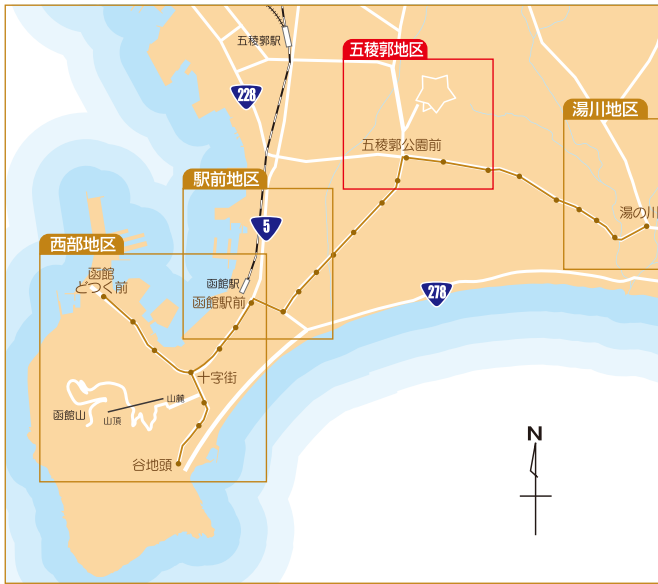 五稜郭駅
五稜郭地区
228
湯川地区
五稜郭公園前
駅前地区
湯の川
5
西部地区
函館
どつく前
函館駅
函館駅前
278
十字街
山麓
函館山
山頂
谷地頭
N